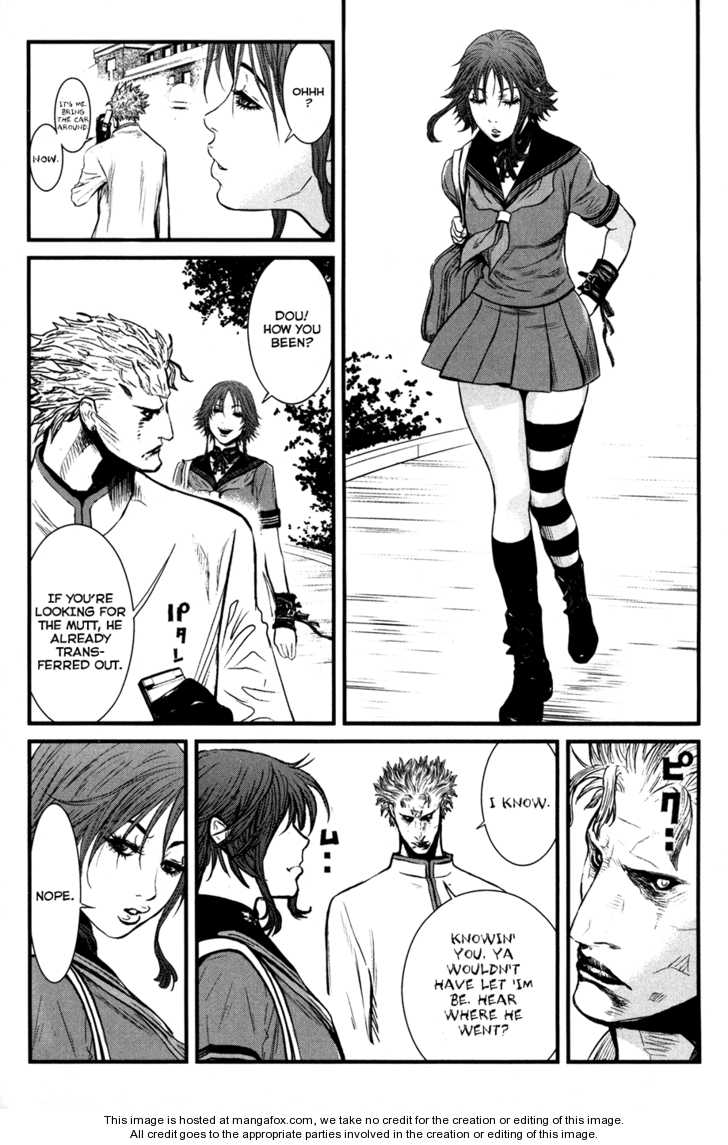 OHHH
?
IT'S ME.
BRING
THE CAR
AROUND.
NOW.
DOU!
HOW YOU
BEEN?
IF YOU'RE
LOOKING FOR
THE MUTT, HE
ALREADY
TRANS-
FERRED OUT.
ピク…
I KNOW.
KNOWIN'
YOU, YA
WOULDN'T
HAVE LET 'IM
BE. HEAR
WHERE HE
WENT?
ム…
NOPE.
This image is hosted at mangafox.com, we take no credit for the creation or editing of this image.
All credit goes to the appropriate parties involved in the creation or editing of this image.